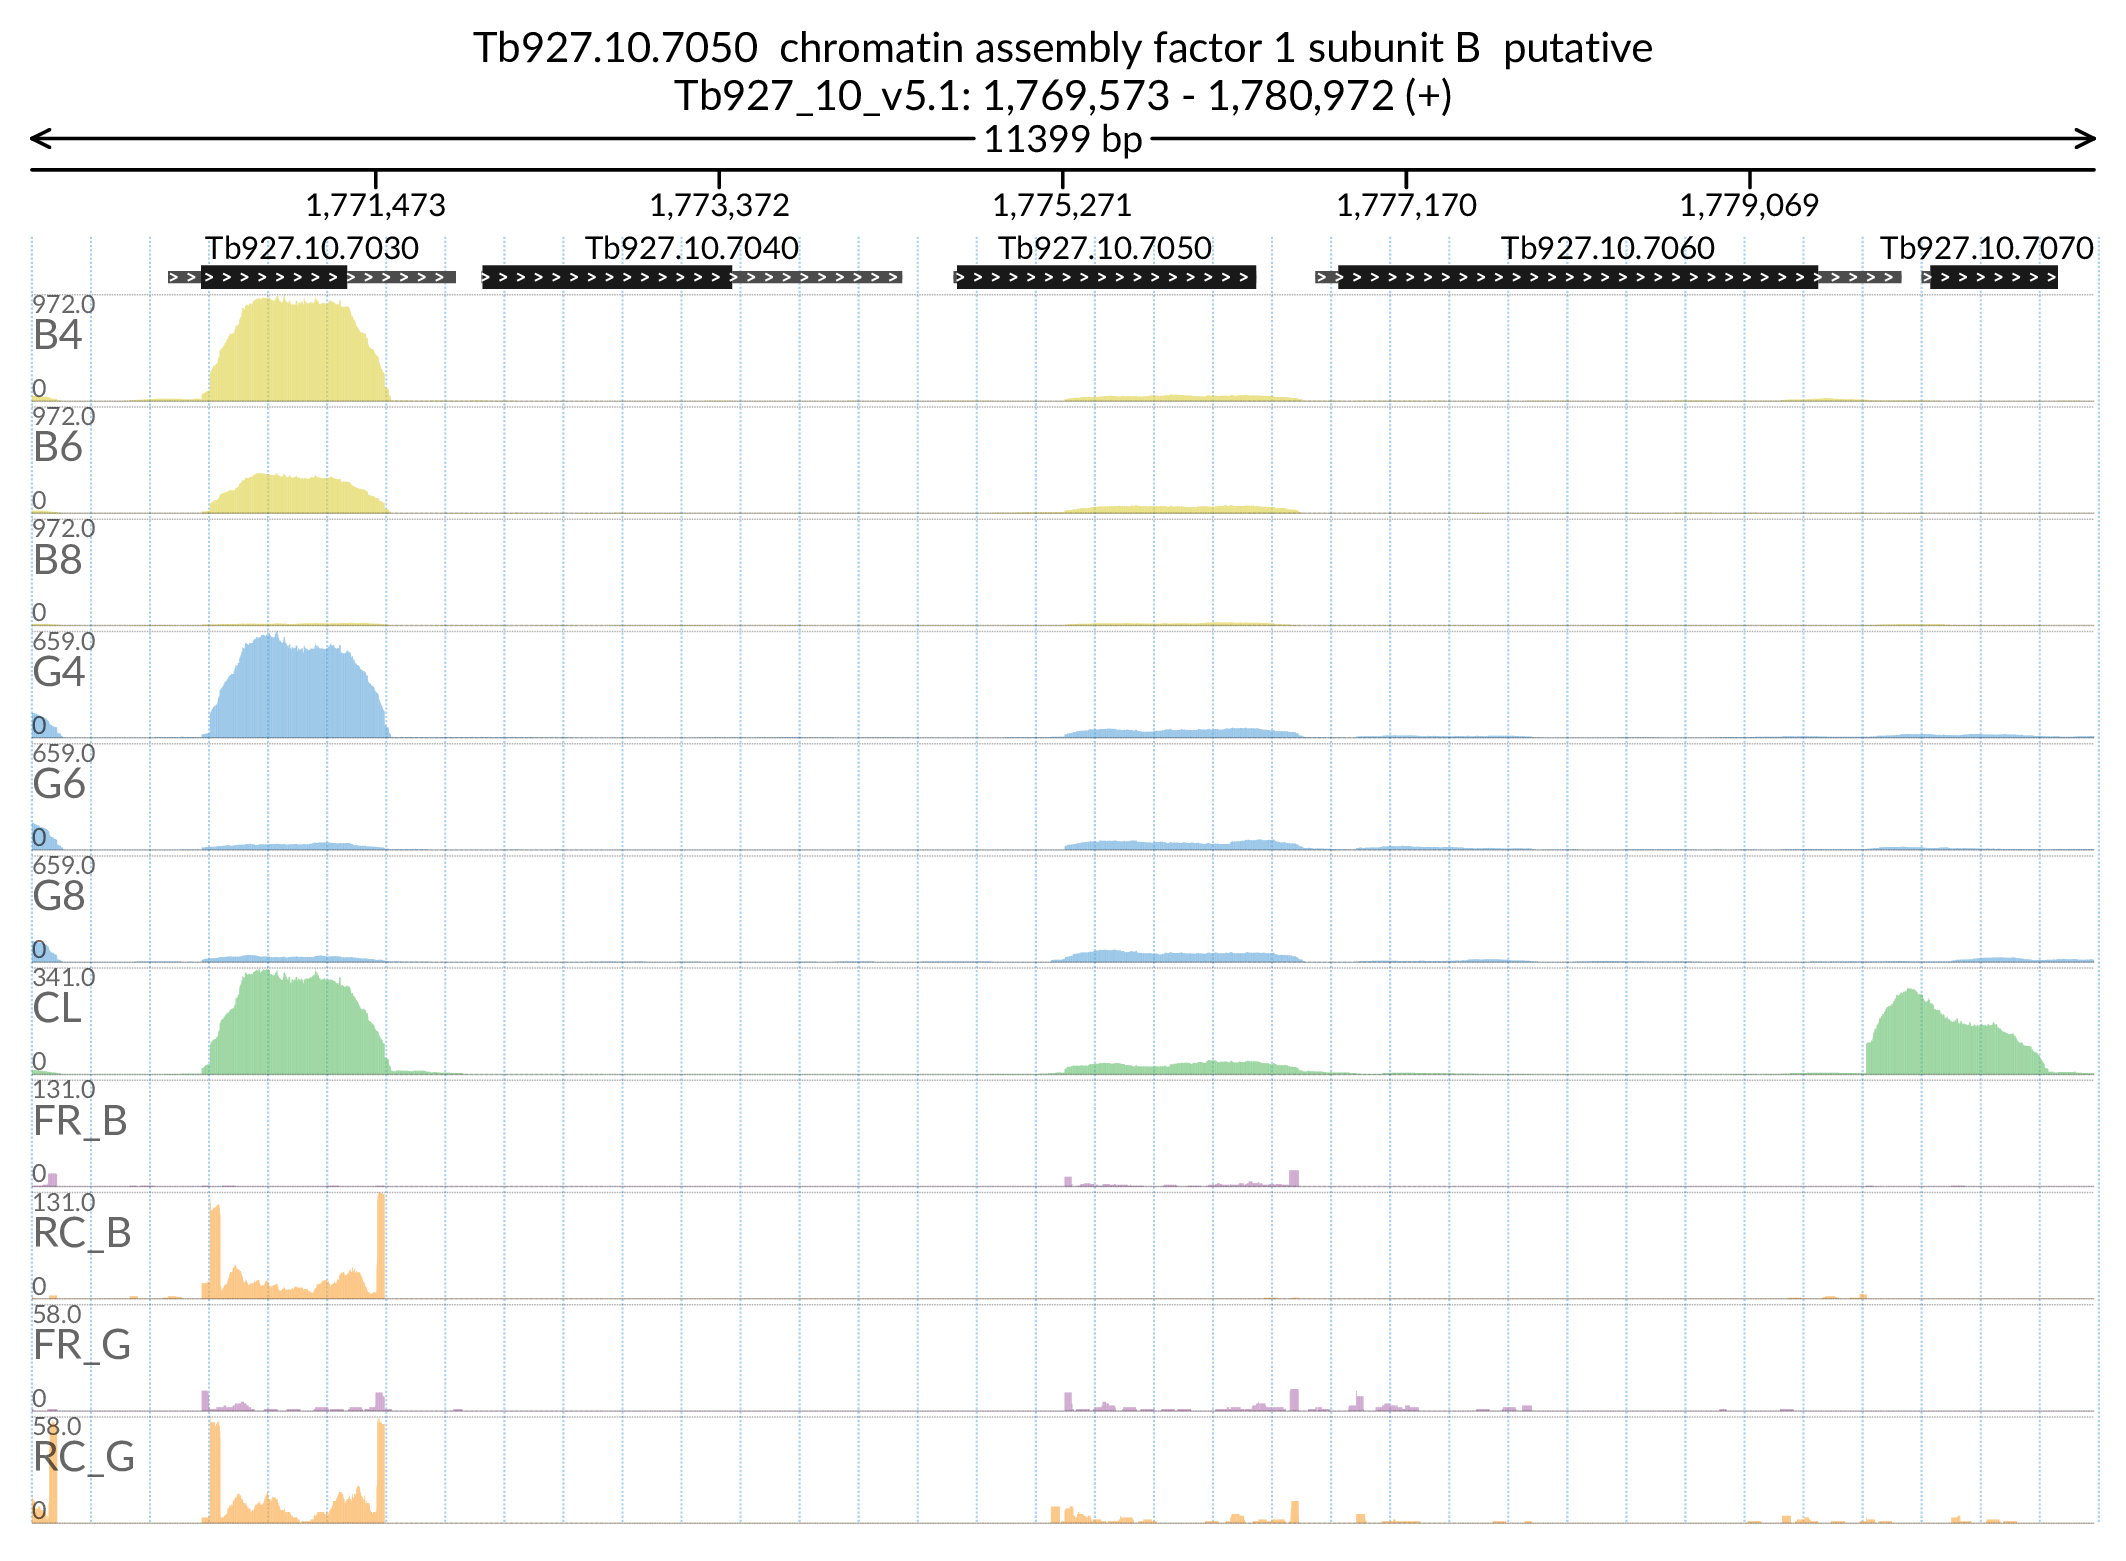 Tb927.10.7050 chromatin assembly factor 1 subunit B putative
Tb927_10_v5.1: 1,769,573 - 1,780,972 (+)
11399 bp
1,771,473 1,773,372 1,775,271 1,777,170 1,779,069
Tb927.10.7030 Tb927.10.7040 Tb927.10.7050 Tb927.10.7060 Tb927.10.7070
972.0
B4
0
972.0
B6
0
972.0
B8
0
659.0
G4
0
659.0
G6
0
659.0
G8
0
341.0
CL
0
131.0
FR_B
0
131.0
RC_B
0
58.0
FR_G
0
58.0
RC_G
0